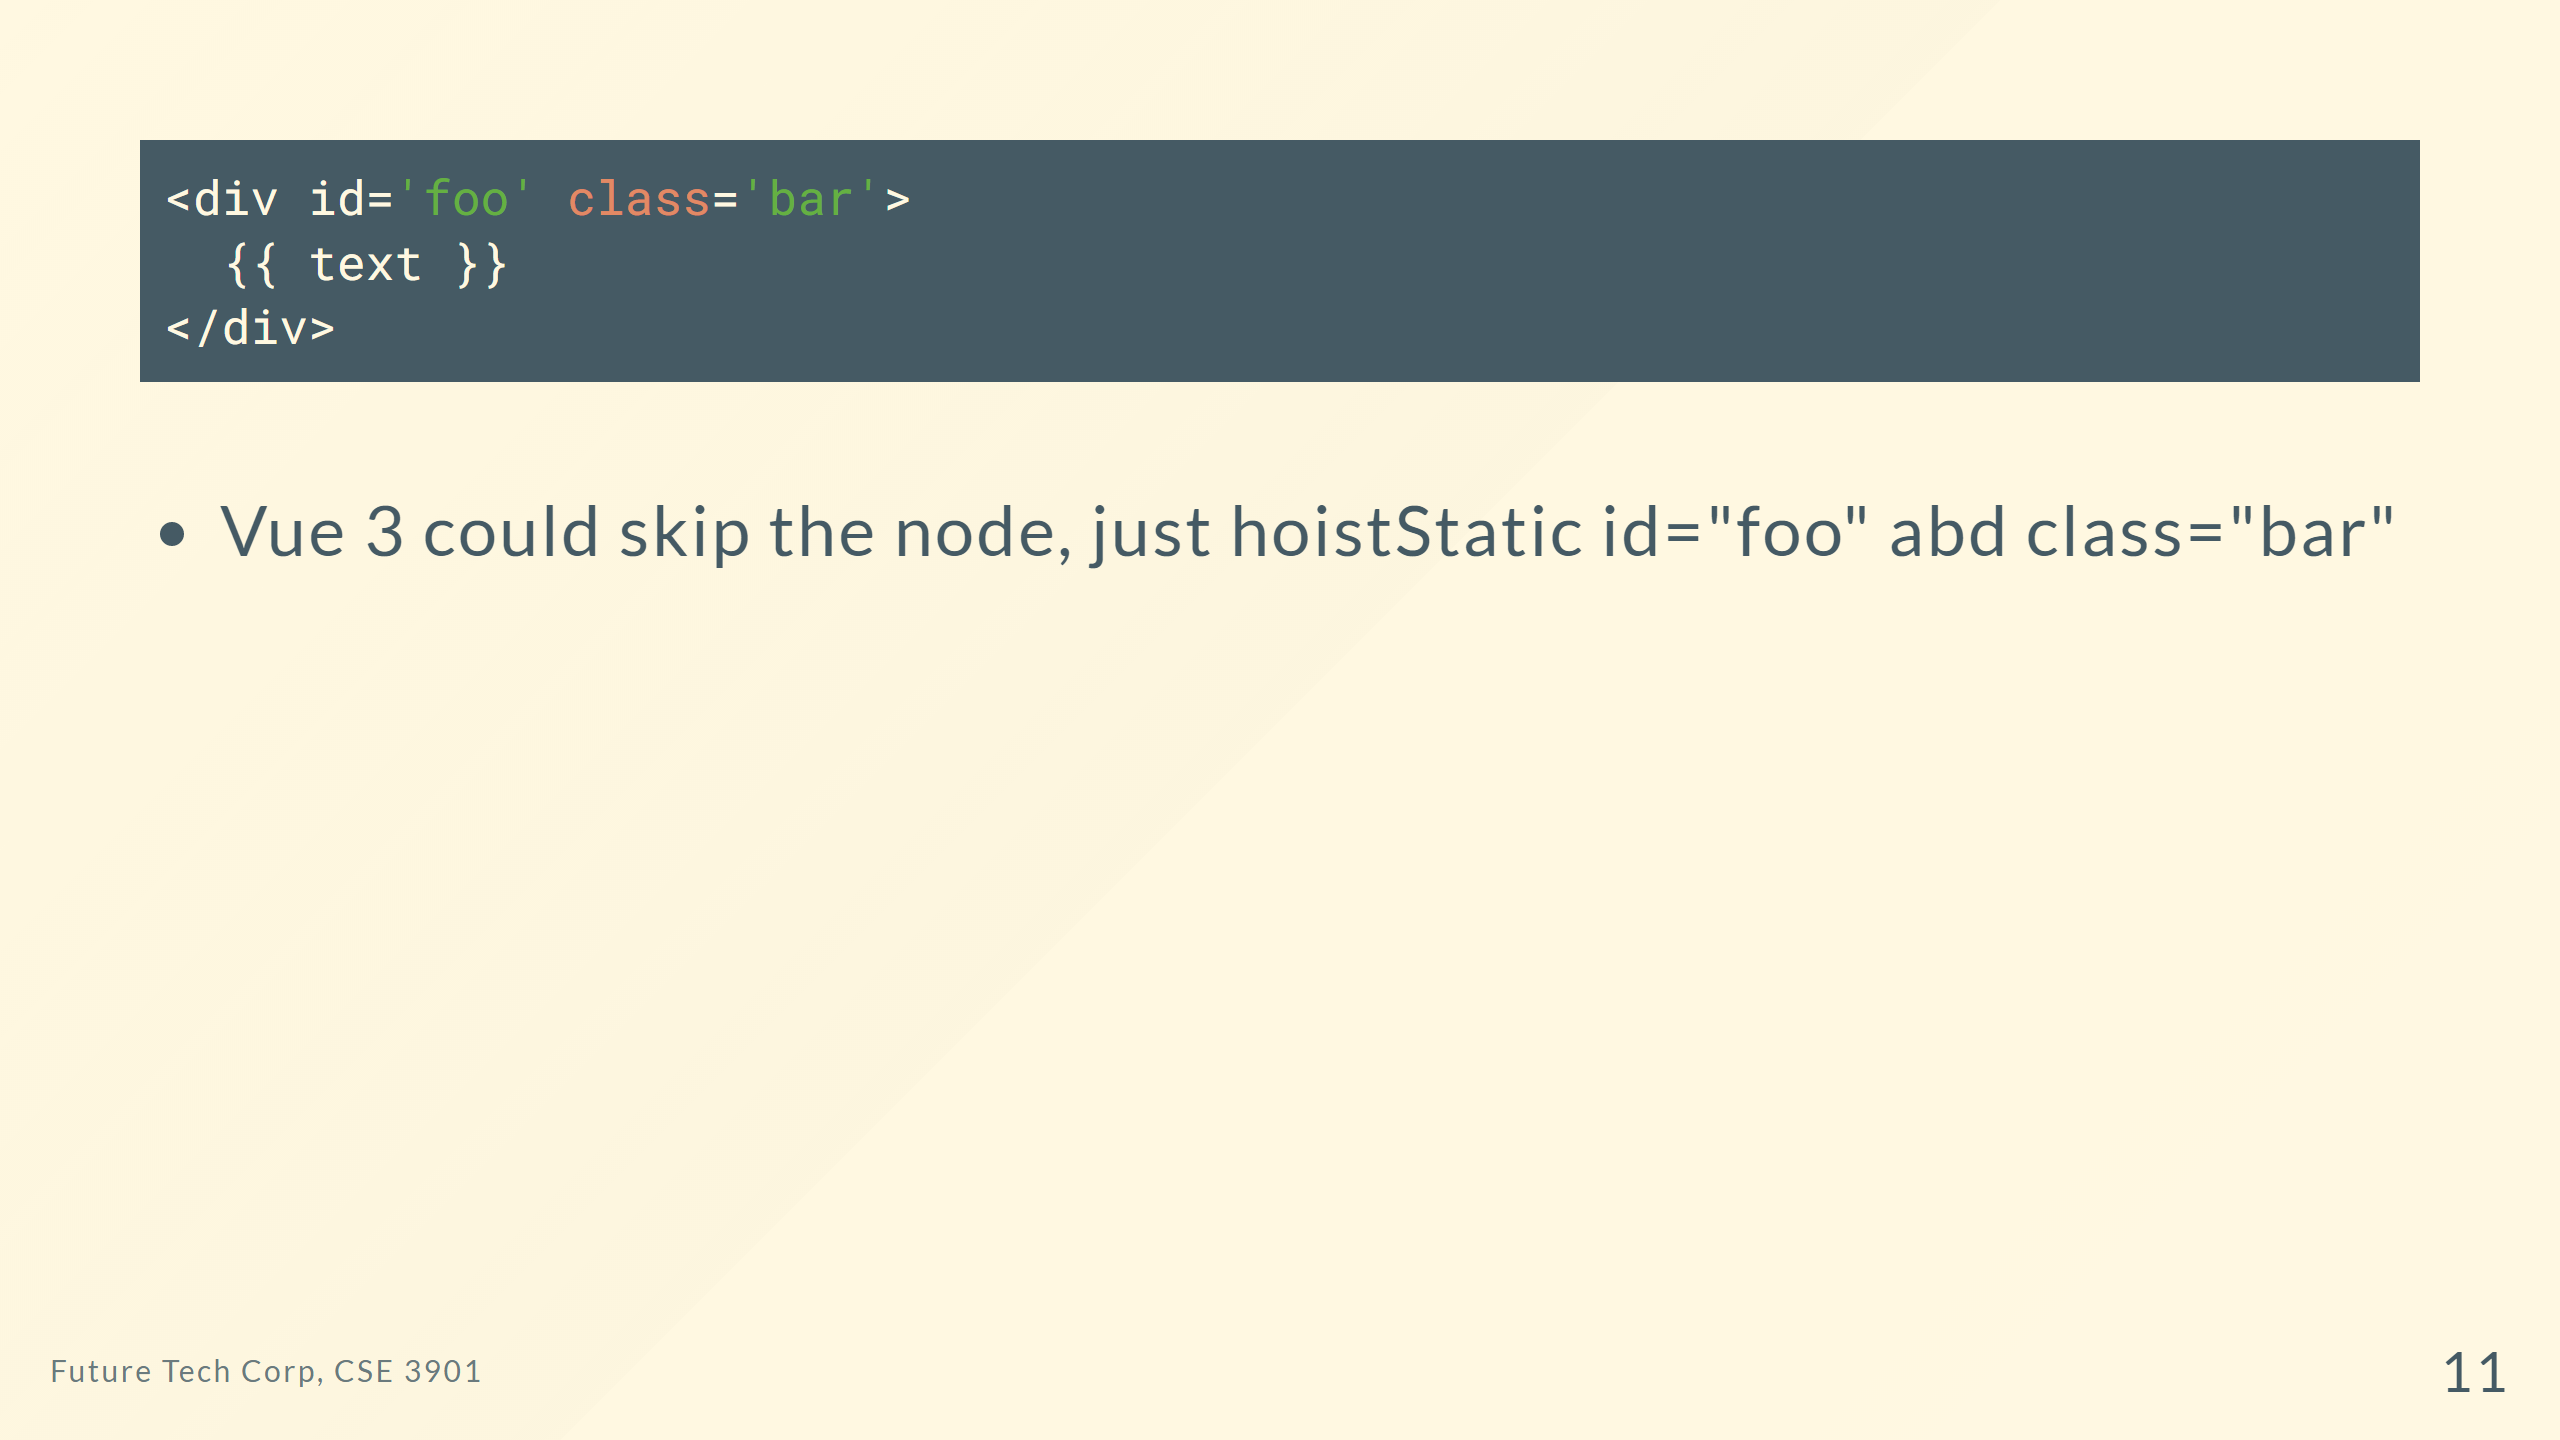 <div id='foo' class='bar'>
  {{ text }}
</div>
• Vue 3 could skip the node, just hoistStatic id="foo" abd class="bar"
Future Tech Corp, CSE 3901
11